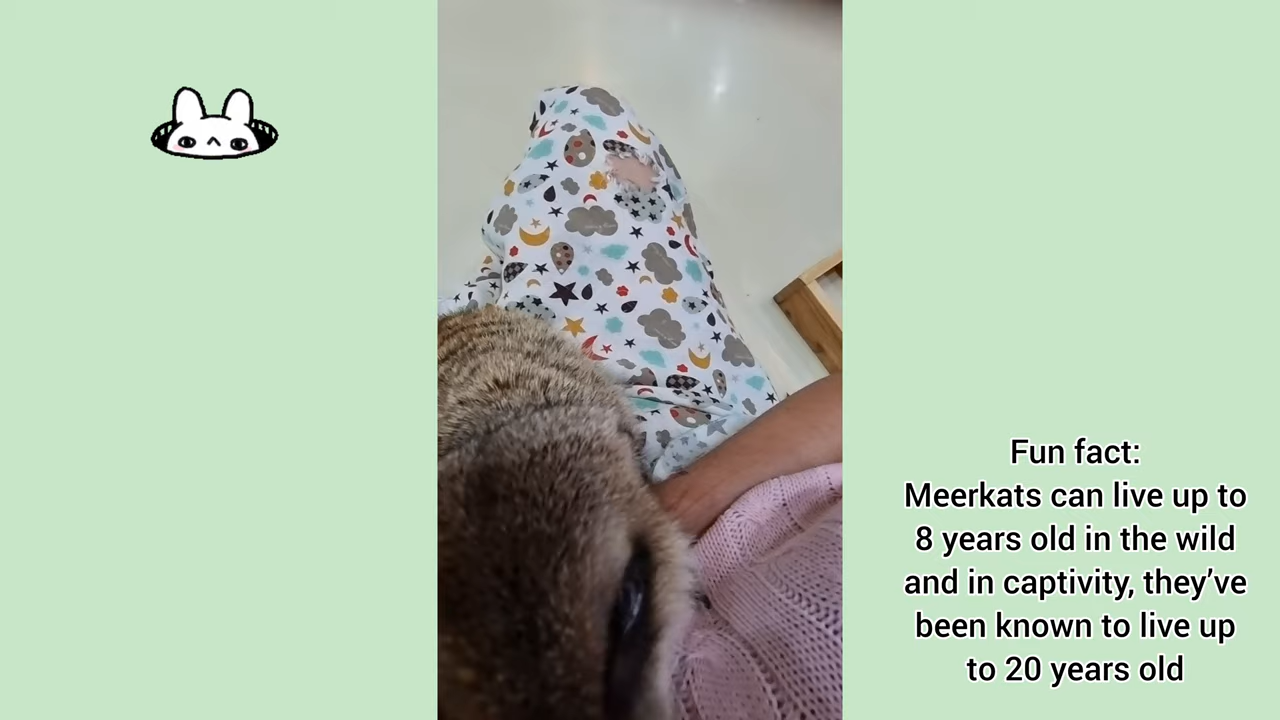 Fun fact:
Meerkats can live up to
8 years old in the wild
and in captivity, they’ve
been known to live up
to 20 years old